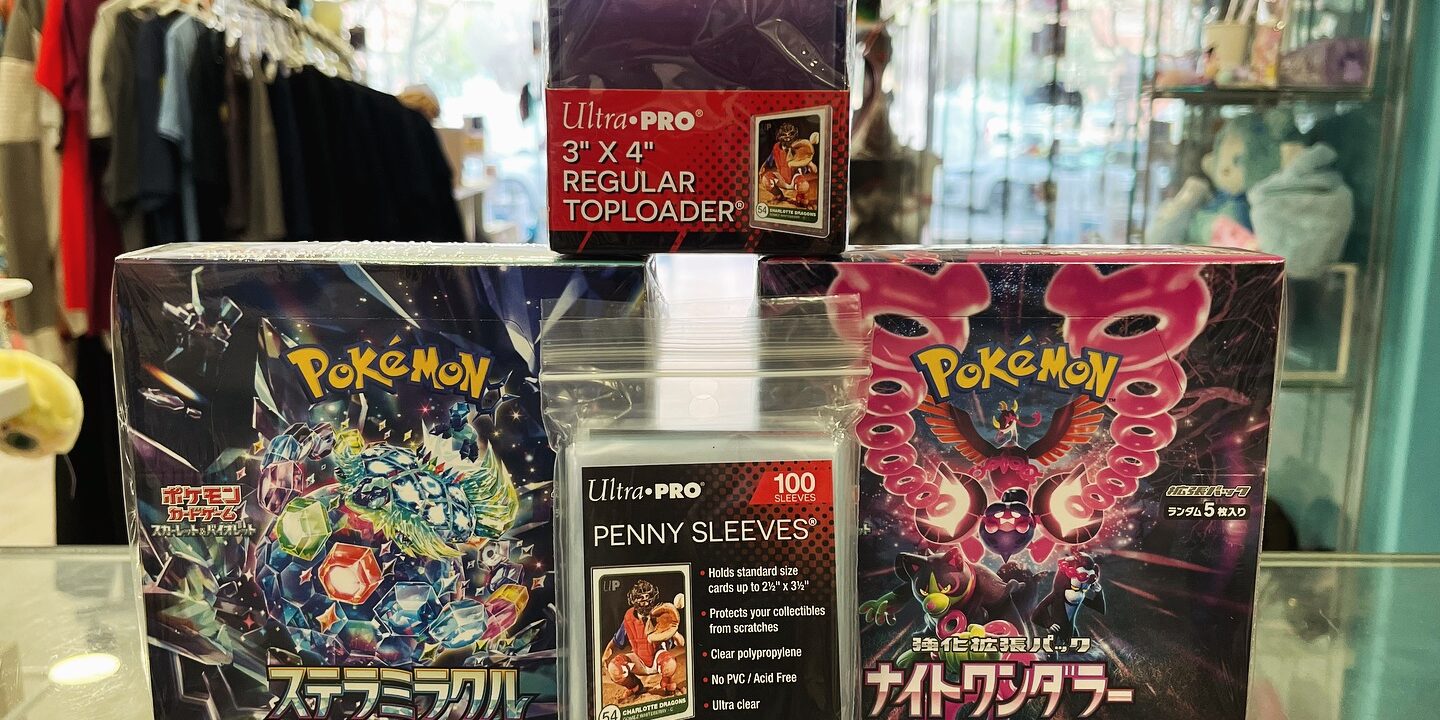 Ultra•PRO®
3" X 4"
REGULAR
TOPLOADER®
54
CHARLOTTE DRAGONS
POKéMON
ポケモン
カードゲーム
スカーレット&バイオレット
ステラミラクル
Ultra•PRO®
100
SLEEVES
PENNY SLEEVES®
• Holds standard size
cards up to 2½" x 3½"
• Protects your collectibles
from scratches
• Clear polypropylene
• No PVC / Acid Free
• Ultra clear
UP
54
CHARLOTTE DRAGONS
POKéMON™
拡張パック
ランダム5枚入り
強化拡張パック
ナイトワンダラー